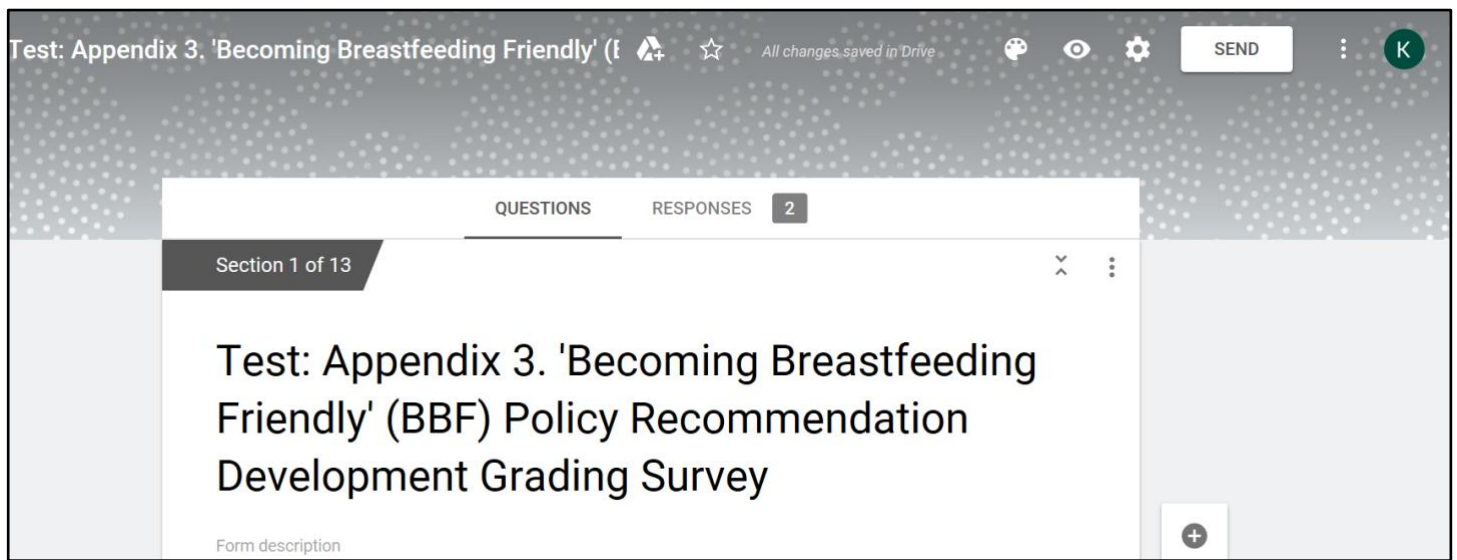 Test: Appendix 3. 'Becoming Breastfeeding Friendly' (E
All changes saved in Drive
SEND
K
QUESTIONS
RESPONSES 2
Section 1 of 13
Test: Appendix 3. 'Becoming Breastfeeding
Friendly' (BBF) Policy Recommendation
Development Grading Survey
Form description